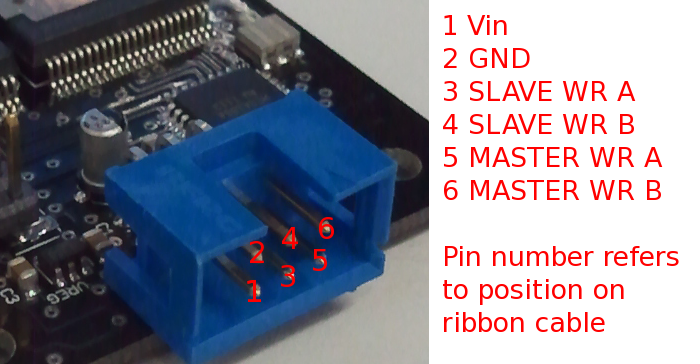 1 Vin
2 GND
3 SLAVE WR A
4 SLAVE WR B
5 MASTER WR A
6 MASTER WR B
Pin number refers
to position on
ribbon cable
2 4 6
1 3 5
VREG